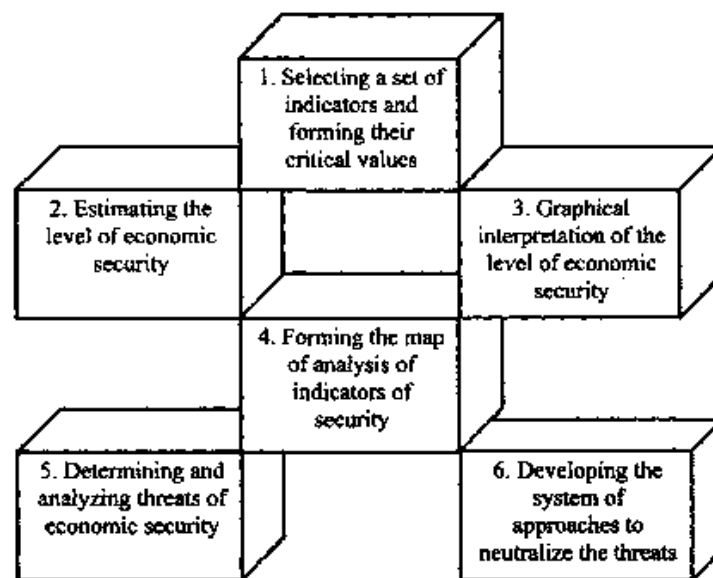 1. Selecting a set of
indicators and
forming their
critical values
2. Estimating the
level of economic
security
3. Graphical
interpretation of the
level of economic
security
4. Forming the map
of analysis of
indicators of
security
5. Determining and
analyzing threats of
economic security
6. Developing the
system of
approaches to
neutralize the threats